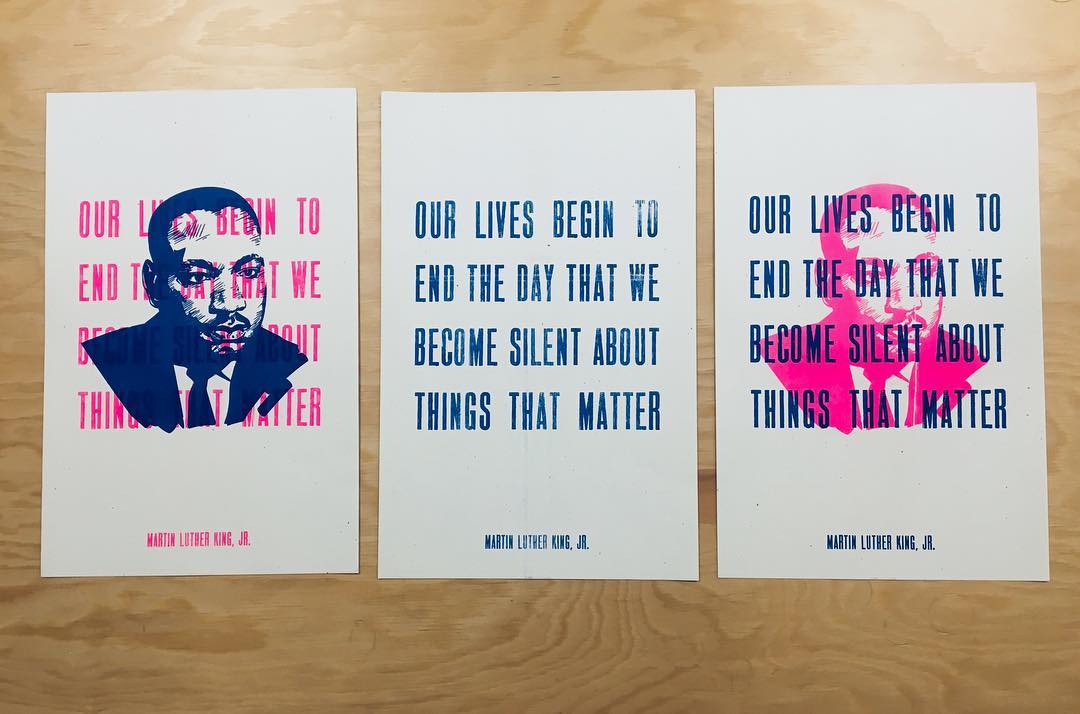 OUR LIVES BEGIN TO
END THE DAY THAT WE
BECOME SILENT ABOUT
THINGS THAT MATTER
MARTIN LUTHER KING, JR.
OUR LIVES BEGIN TO
END THE DAY THAT WE
BECOME SILENT ABOUT
THINGS THAT MATTER
MARTIN LUTHER KING, JR.
OUR LIVES BEGIN TO
END THE DAY THAT WE
BECOME SILENT ABOUT
THINGS THAT MATTER
MARTIN LUTHER KING, JR.